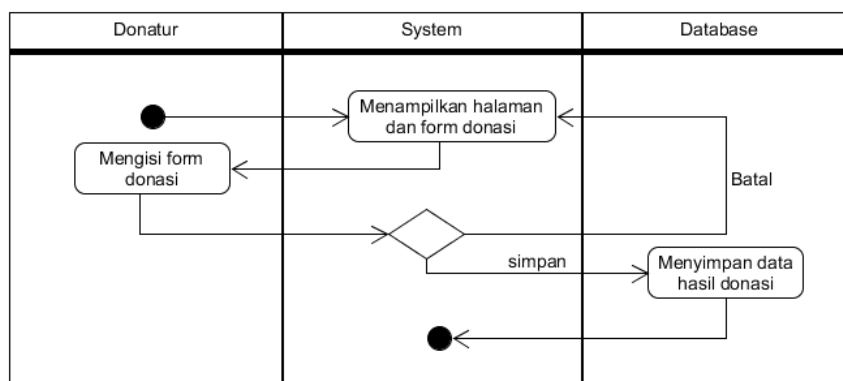 Donatur
System
Database
Menampilkan halaman
dan form donasi
Mengisi form
donasi
Batal
simpan
Menyimpan data
hasil donasi